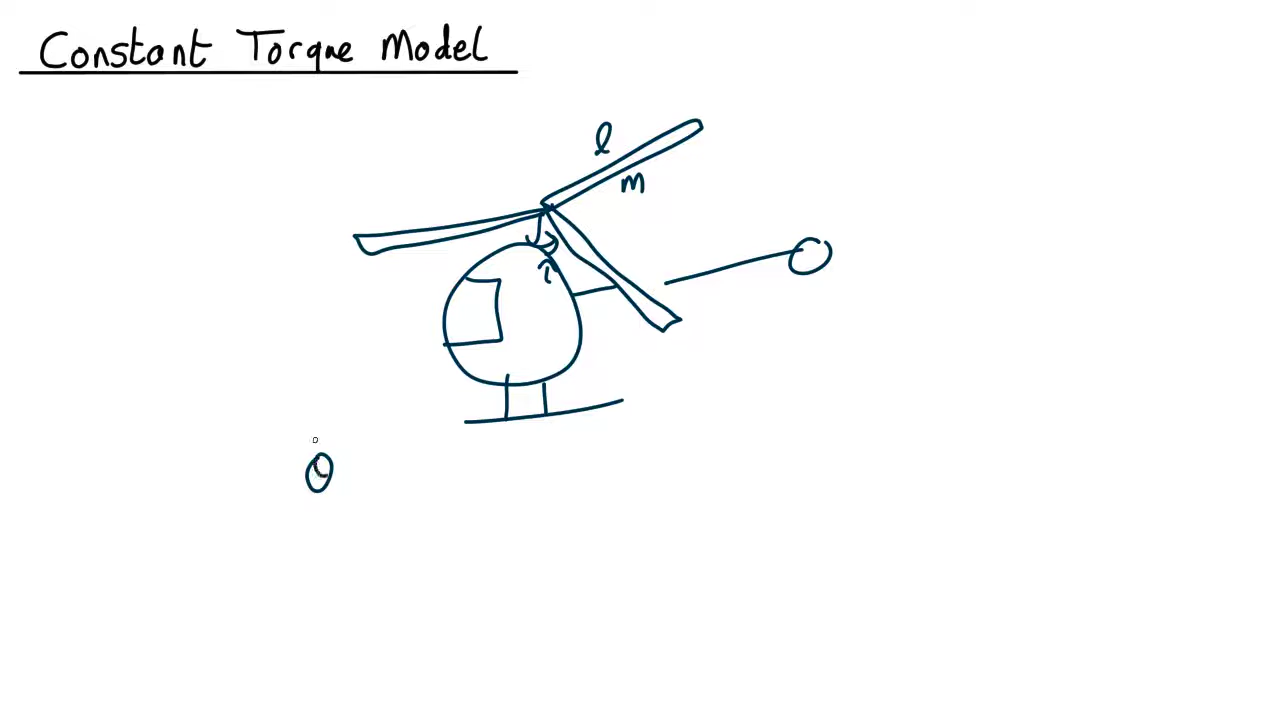 Constant Torque Model
l
m
τ
θ